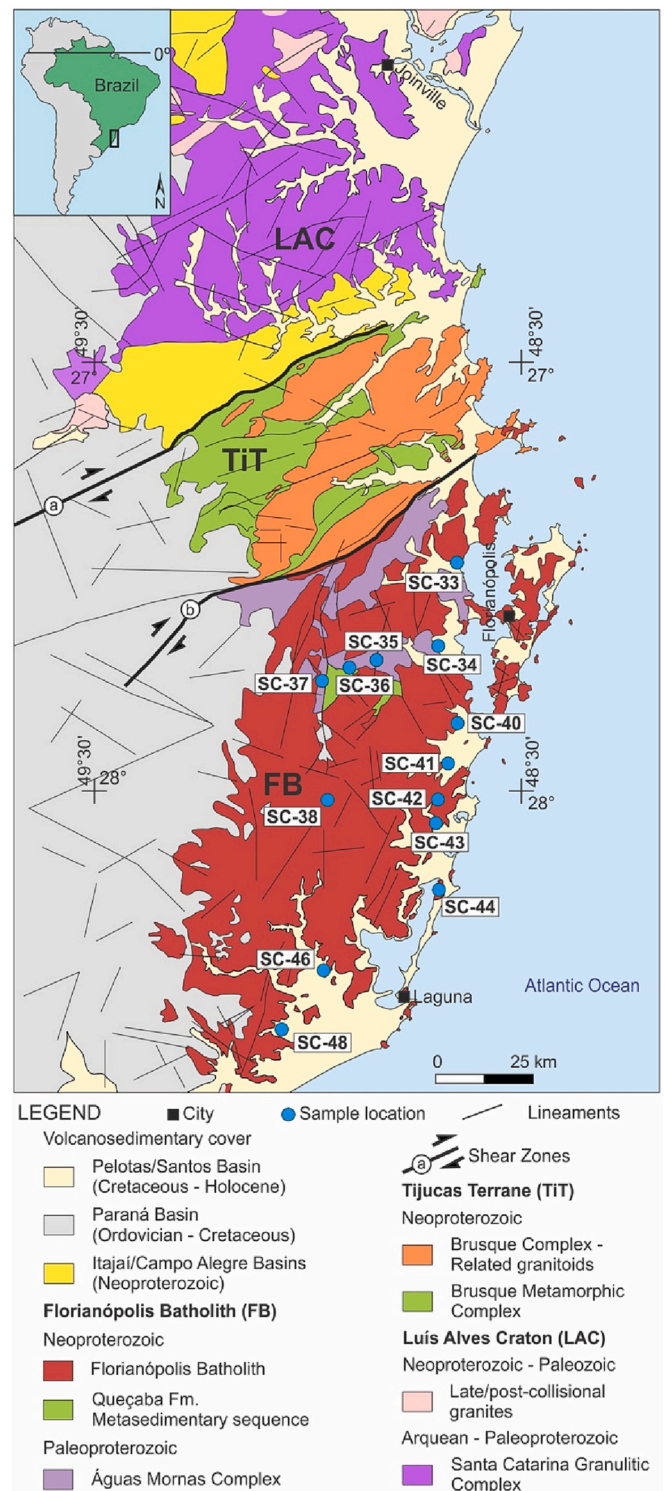 0°
Brazil
N
Joinville
LAC
49°30'
27°
48°30'
27°
TiT
a
b
SC-33
Florianópolis
SC-35
SC-34
SC-36
SC-37
SC-40
SC-41
49°30'
28°
FB
SC-42
48°30'
28°
SC-38
SC-43
SC-44
SC-46
Atlantic Ocean
Laguna
SC-48
0 25 km
LEGEND City Sample location Lineaments
Volcanosedimentary cover
Pelotas/Santos Basin
(Cretaceous - Holocene)
Paraná Basin
(Ordovician - Cretaceous)
Itajaí/Campo Alegre Basins
(Neoproterozoic)
Florianópolis Batholith (FB)
Neoproterozoic
Florianópolis Batholith
Queçaba Fm.
Metasedimentary sequence
Paleoproterozoic
Águas Mornas Complex
a Shear Zones
Tijucas Terrane (TiT)
Neoproterozoic
Brusque Complex -
Related granitoids
Brusque Metamorphic
Complex
Luís Alves Craton (LAC)
Neoproterozoic - Paleozoic
Late/post-collisional
granites
Arquean - Paleoproterozoic
Santa Catarina Granulitic
Complex